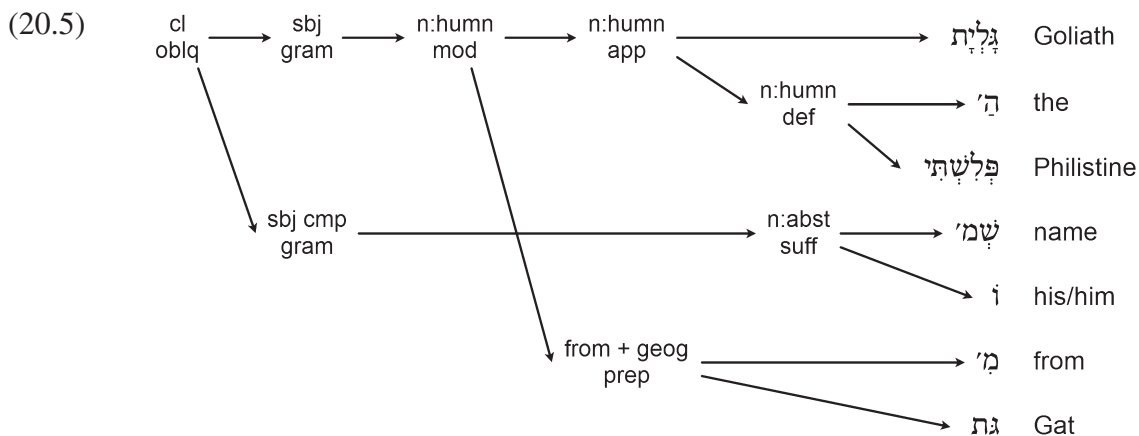 (20.5)
cl oblq
sbj gram
n:humn mod
n:humn app
גָּלְיָת Goliath
n:humn def
הַ׳ the
פְּלִשְׁתִּי Philistine
sbj cmp gram
n:abst suff
שְׁמ׳ name
וֹ his/him
from + geog prep
מִ׳ from
גַּת Gat